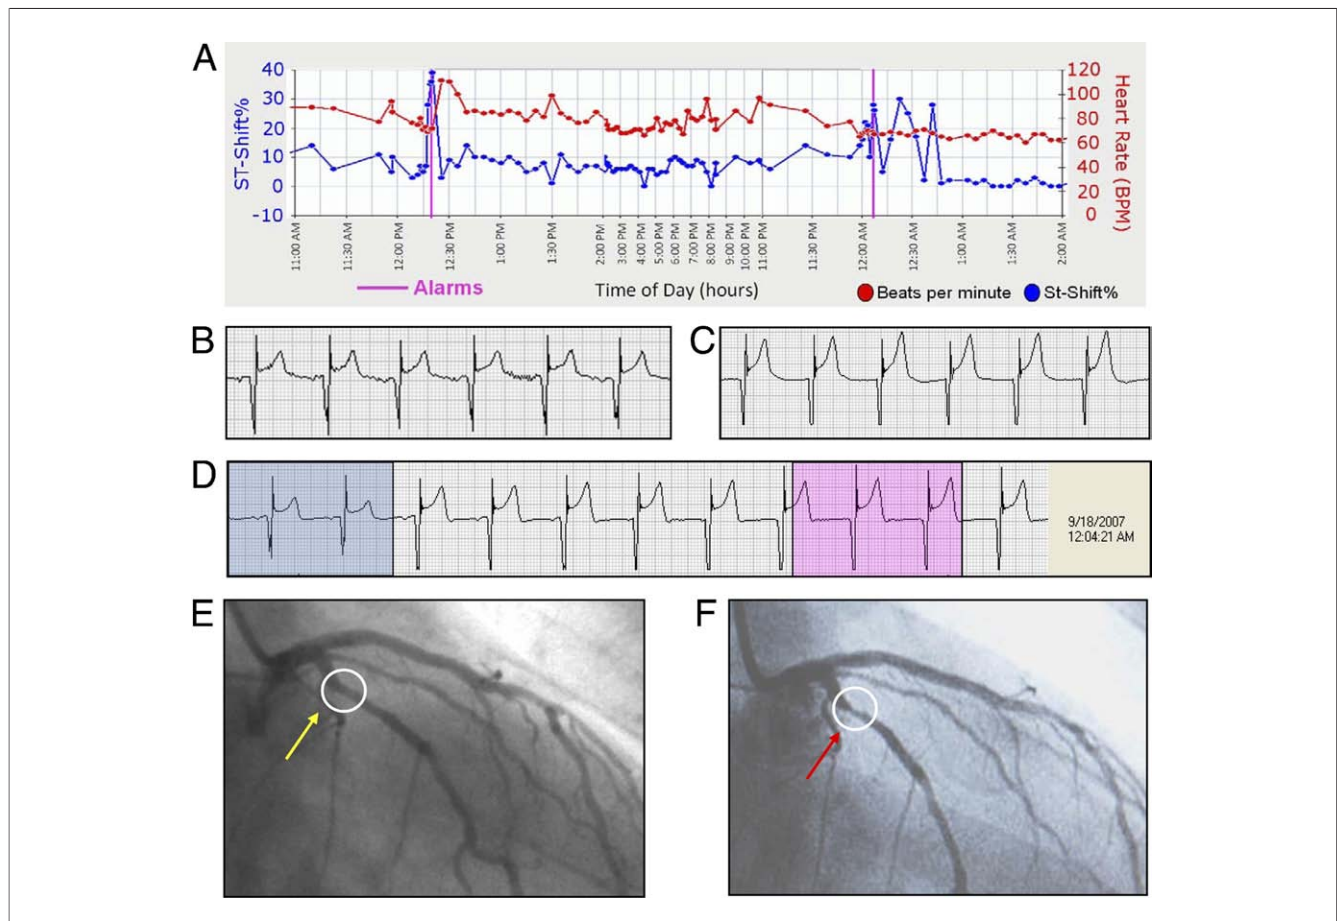 A
ST-Shift%
40
30
20
10
0
-10
120
100
80
60
40
20
0
Heart Rate (BPM)
11:00 AM
11:30 AM
12:00 PM
12:30 PM
1:00 PM
1:30 PM
2:00 PM
3:00 PM
4:00 PM
5:00 PM
6:00 PM
7:00 PM
8:00 PM
9:00 PM
10:00 PM
11:00 PM
11:30 PM
12:00 AM
12:30 AM
1:00 AM
1:30 AM
2:00 AM
Alarms
Time of Day (hours)
Beats per minute
St-Shift%
B
C
D
9/18/2007
12:04:21 AM
E
F